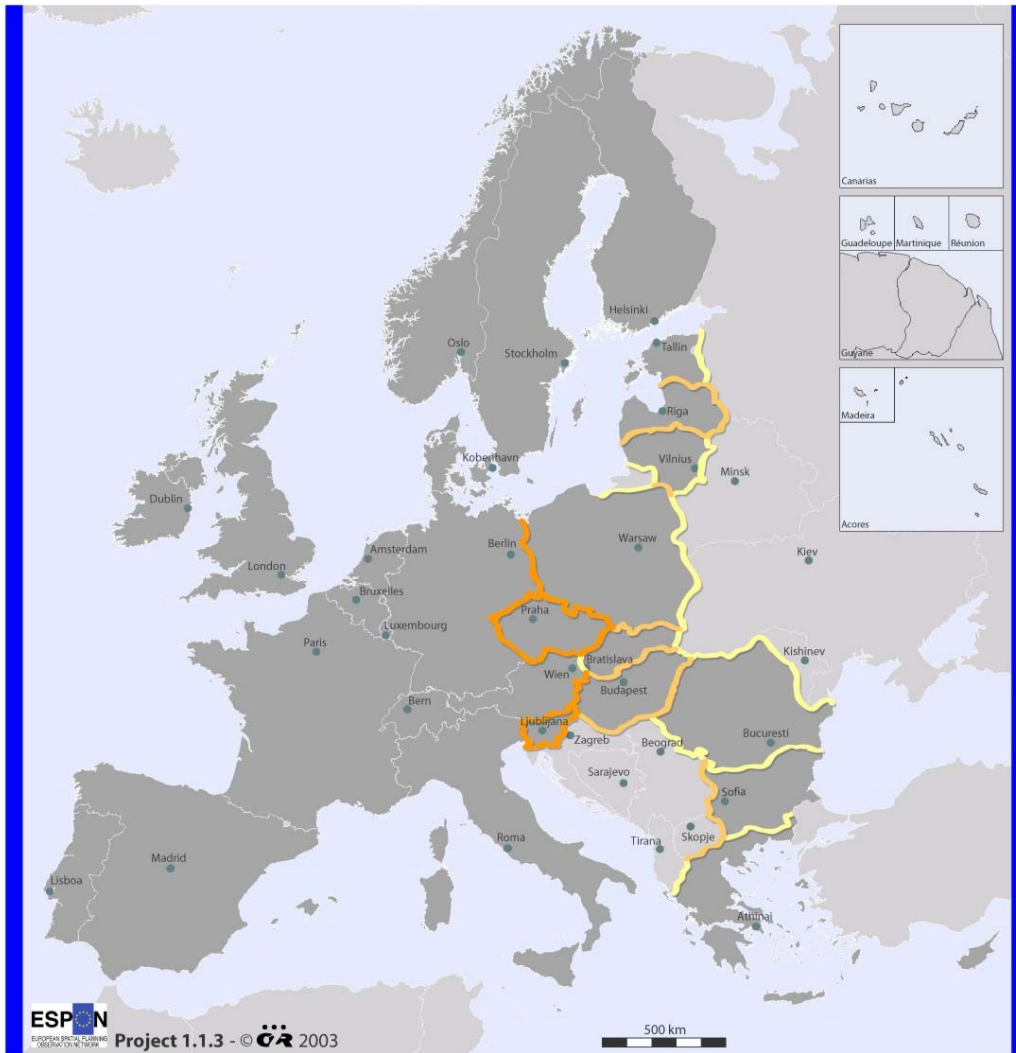 Canarias
Guadeloupe Martinique Réunion
Guyane
Madeira
Acores
Helsinki
Tallin
Oslo
Stockholm
Riga
Kobenhavn
Vilnius
Minsk
Dublin
Amsterdam
Berlin
Warsaw
Kiev
London
Bruxelles
Praha
Luxembourg
Paris
Kishinev
Bratislava
Wien
Budapest
Bern
Ljublijana
Zagreb
Bucuresti
Beograd
Sarajevo
Sofia
Skopje
Roma
Tirana
Madrid
Lisboa
Athinai
ESPON
EUROPEAN SPATIAL PLANNING
OBSERVATION NETWORK
Project 1.1.3 - © ÖR 2003
500 km